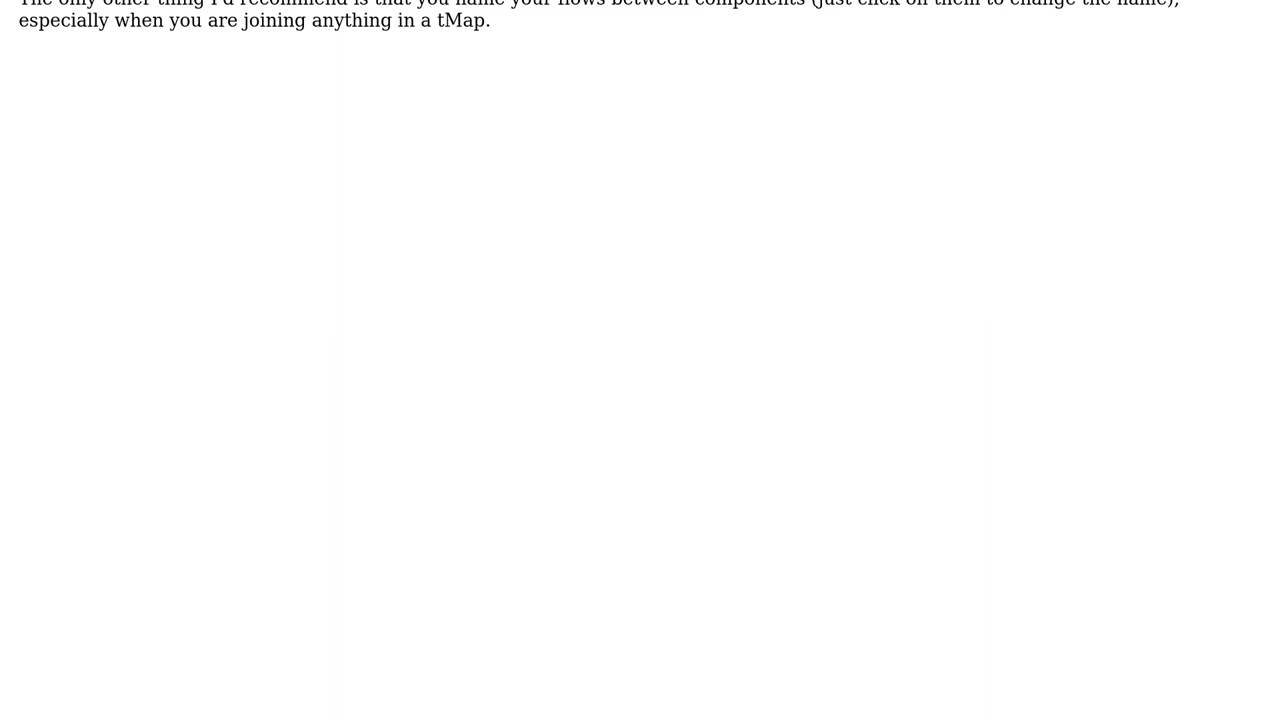 The only other thing I'd recommend is that you name your flows between components (just click on them to change the name),
especially when you are joining anything in a tMap.